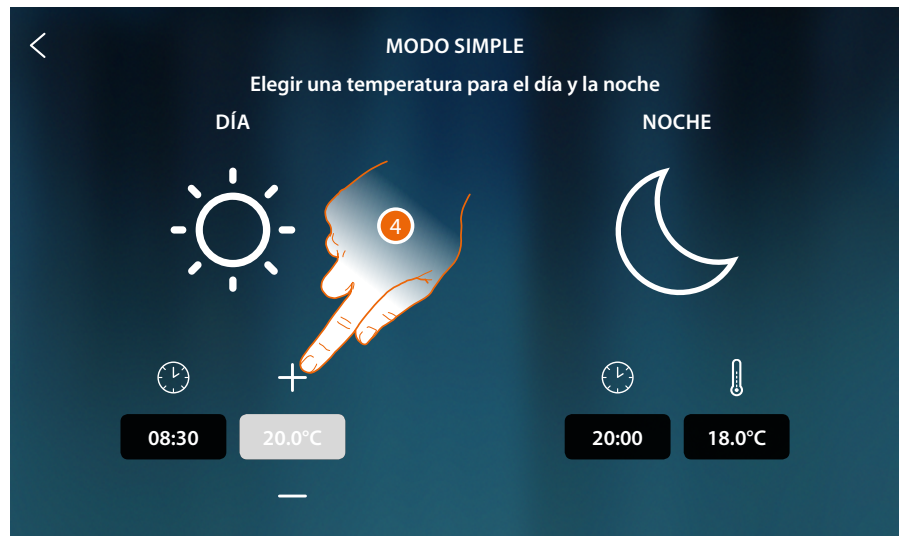 MODO SIMPLE
Elegir una temperatura para el día y la noche
DÍA
NOCHE
4
08:30
20.0°C
20:00
18.0°C